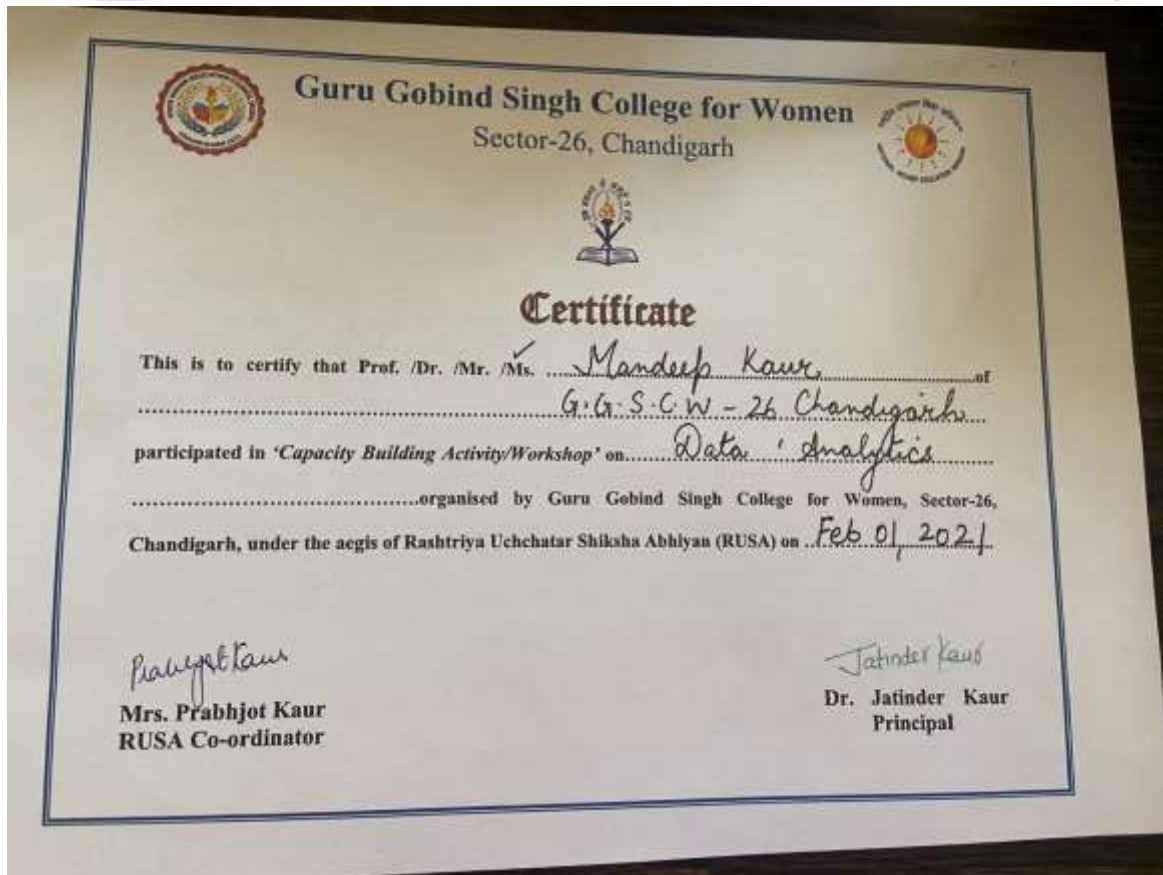 Guru Gobind Singh College for Women
Sector-26, Chandigarh
Certificate
This is to certify that Prof. /Dr. /Mr. /Ms. ✓ Mandeep Kaur of
G.G.S.C.W - 26 Chandigarh
participated in 'Capacity Building Activity/Workshop' on Data Analytics
organised by Guru Gobind Singh College for Women, Sector-26,
Chandigarh, under the aegis of Rashtriya Uchchatar Shiksha Abhiyan (RUSA) on Feb 01, 2021
Prabhjot Kaur
Jatinder Kaur
Mrs. Prabhjot Kaur
RUSA Co-ordinator
Dr. Jatinder Kaur
Principal